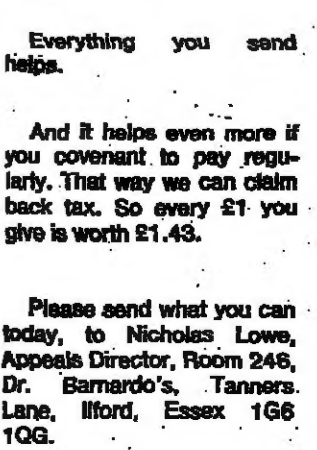 Everything you send
helps.
And it helps even more if
you covenant to pay regu-
larly. That way we can claim
back tax. So every £1 you
give is worth £1.43.
Please send what you can
today, to Nicholas Lowe,
Appeals Director, Room 246,
Dr. Barnardo's, Tanners
Lane, Ilford, Essex 1G6
1QG.